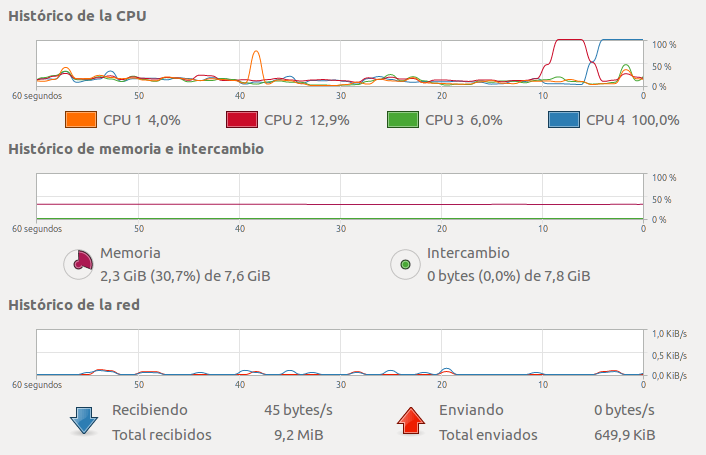 Histórico de la CPU
100 %
50 %
0 %
60 segundos 50 40 30 20 10 0
CPU 1 4,0% CPU 2 12,9% CPU 3 6,0% CPU 4 100,0%
Histórico de memoria e intercambio
100 %
50 %
0 %
60 segundos 50 40 30 20 10 0
Memoria Intercambio
2,3 GiB (30,7%) de 7,6 GiB 0 bytes (0,0%) de 7,8 GiB
Histórico de la red
1,0 KiB/s
0,5 KiB/s
0,0 KiB/s
60 segundos 50 40 30 20 10 0
Recibiendo 45 bytes/s Enviando 0 bytes/s
Total recibidos 9,2 MiB Total enviados 649,9 KiB